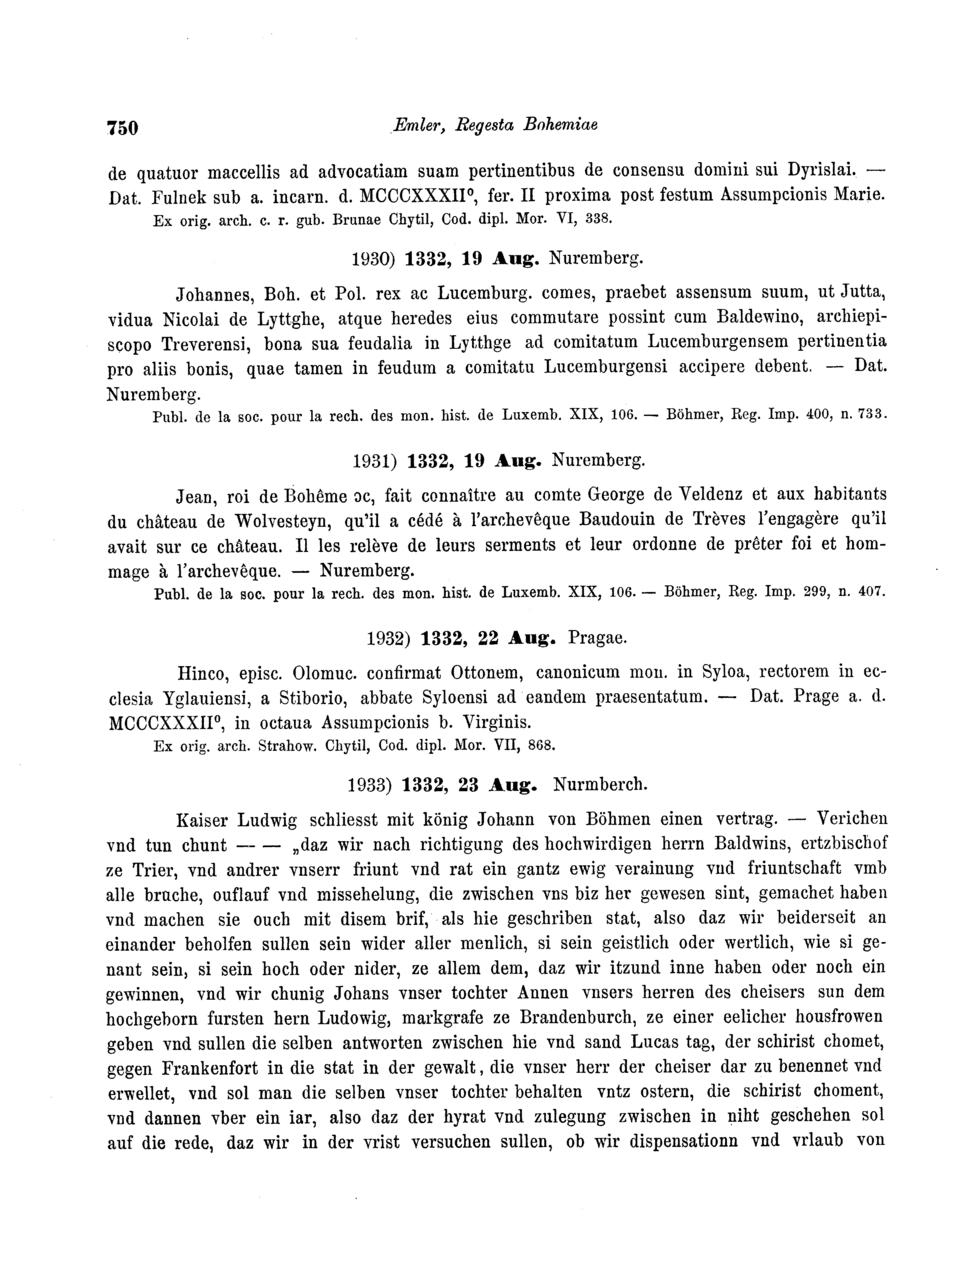 750 Emler, Regesta Bohemiae
de quatuor maccellis ad advocatiam suam pertinentibus de consensu domini sui Dyrislai. —
Dat. Fulnek sub a. incarn. d. MCCCXXXII⁰, fer. II proxima post festum Assumpcionis Marie.
Ex orig. arch. c. r. gub. Brunae Chytil, Cod. dipl. Mor. VI, 338.
1930) 1332, 19 Aug. Nuremberg.
Johannes, Boh. et Pol. rex ac Lucemburg. comes, praebet assensum suum, ut Jutta,
vidua Nicolai de Lyttghe, atque heredes eius commutare possint cum Baldewino, archiepi-
scopo Treverensi, bona sua feudalia in Lytthge ad comitatum Lucemburgensem pertinentia
pro aliis bonis, quae tamen in feudum a comitatu Lucemburgensi accipere debent. — Dat.
Nuremberg.
Publ. de la soc. pour la rech. des mon. hist. de Luxemb. XIX, 106. — Böhmer, Reg. Imp. 400, n. 733.
1931) 1332, 19 Aug. Nuremberg.
Jean, roi de Bohême ɔc, fait connaître au comte George de Veldenz et aux habitants
du château de Wolvesteyn, qu'il a cédé à l'archevêque Baudouin de Trèves l'engagère qu'il
avait sur ce château. Il les relève de leurs serments et leur ordonne de prêter foi et hom-
mage à l'archevêque. — Nuremberg.
Publ. de la soc. pour la rech. des mon. hist. de Luxemb. XIX, 106. — Böhmer, Reg. Imp. 299, n. 407.
1932) 1332, 22 Aug. Pragae.
Hinco, episc. Olomuc. confirmat Ottonem, canonicum mon. in Syloa, rectorem in ec-
clesia Yglauiensi, a Stiborio, abbate Syloensi ad eandem praesentatum. — Dat. Prage a. d.
MCCCXXXII⁰, in octaua Assumpcionis b. Virginis.
Ex orig. arch. Strahow. Chytil, Cod. dipl. Mor. VII, 868.
1933) 1332, 23 Aug. Nurmberch.
Kaiser Ludwig schliesst mit könig Johann von Böhmen einen vertrag. — Verichen
vnd tun chunt — — „daz wir nach richtigung des hochwirdigen herrn Baldwins, ertzbischof
ze Trier, vnd andrer vnserr friunt vnd rat ein gantz ewig verainung vnd friuntschaft vmb
alle bruche, ouflauf vnd missehelung, die zwischen vns biz her gewesen sint, gemachet haben
vnd machen sie ouch mit disem brif, als hie geschriben stat, also daz wir beiderseit an
einander beholfen sullen sein wider aller menlich, si sein geistlich oder wertlich, wie si ge-
nant sein, si sein hoch oder nider, ze allem dem, daz wir itzund inne haben oder noch ein
gewinnen, vnd wir chunig Johans vnser tochter Annen vnsers herren des cheisers sun dem
hochgeborn fursten hern Ludowig, markgrafe ze Brandenburch, ze einer eelicher housfrowen
geben vnd sullen die selben antworten zwischen hie vnd sand Lucas tag, der schirist chomet,
gegen Frankenfort in die stat in der gewalt, die vnser herr der cheiser dar zu benennet vnd
erwellet, vnd sol man die selben vnser tochter behalten vntz ostern, die schirist choment,
vnd dannen vber ein iar, also daz der hyrat vnd zulegung zwischen in niht geschehen sol
auf die rede, daz wir in der vrist versuchen sullen, ob wir dispensationn vnd vrlaub von